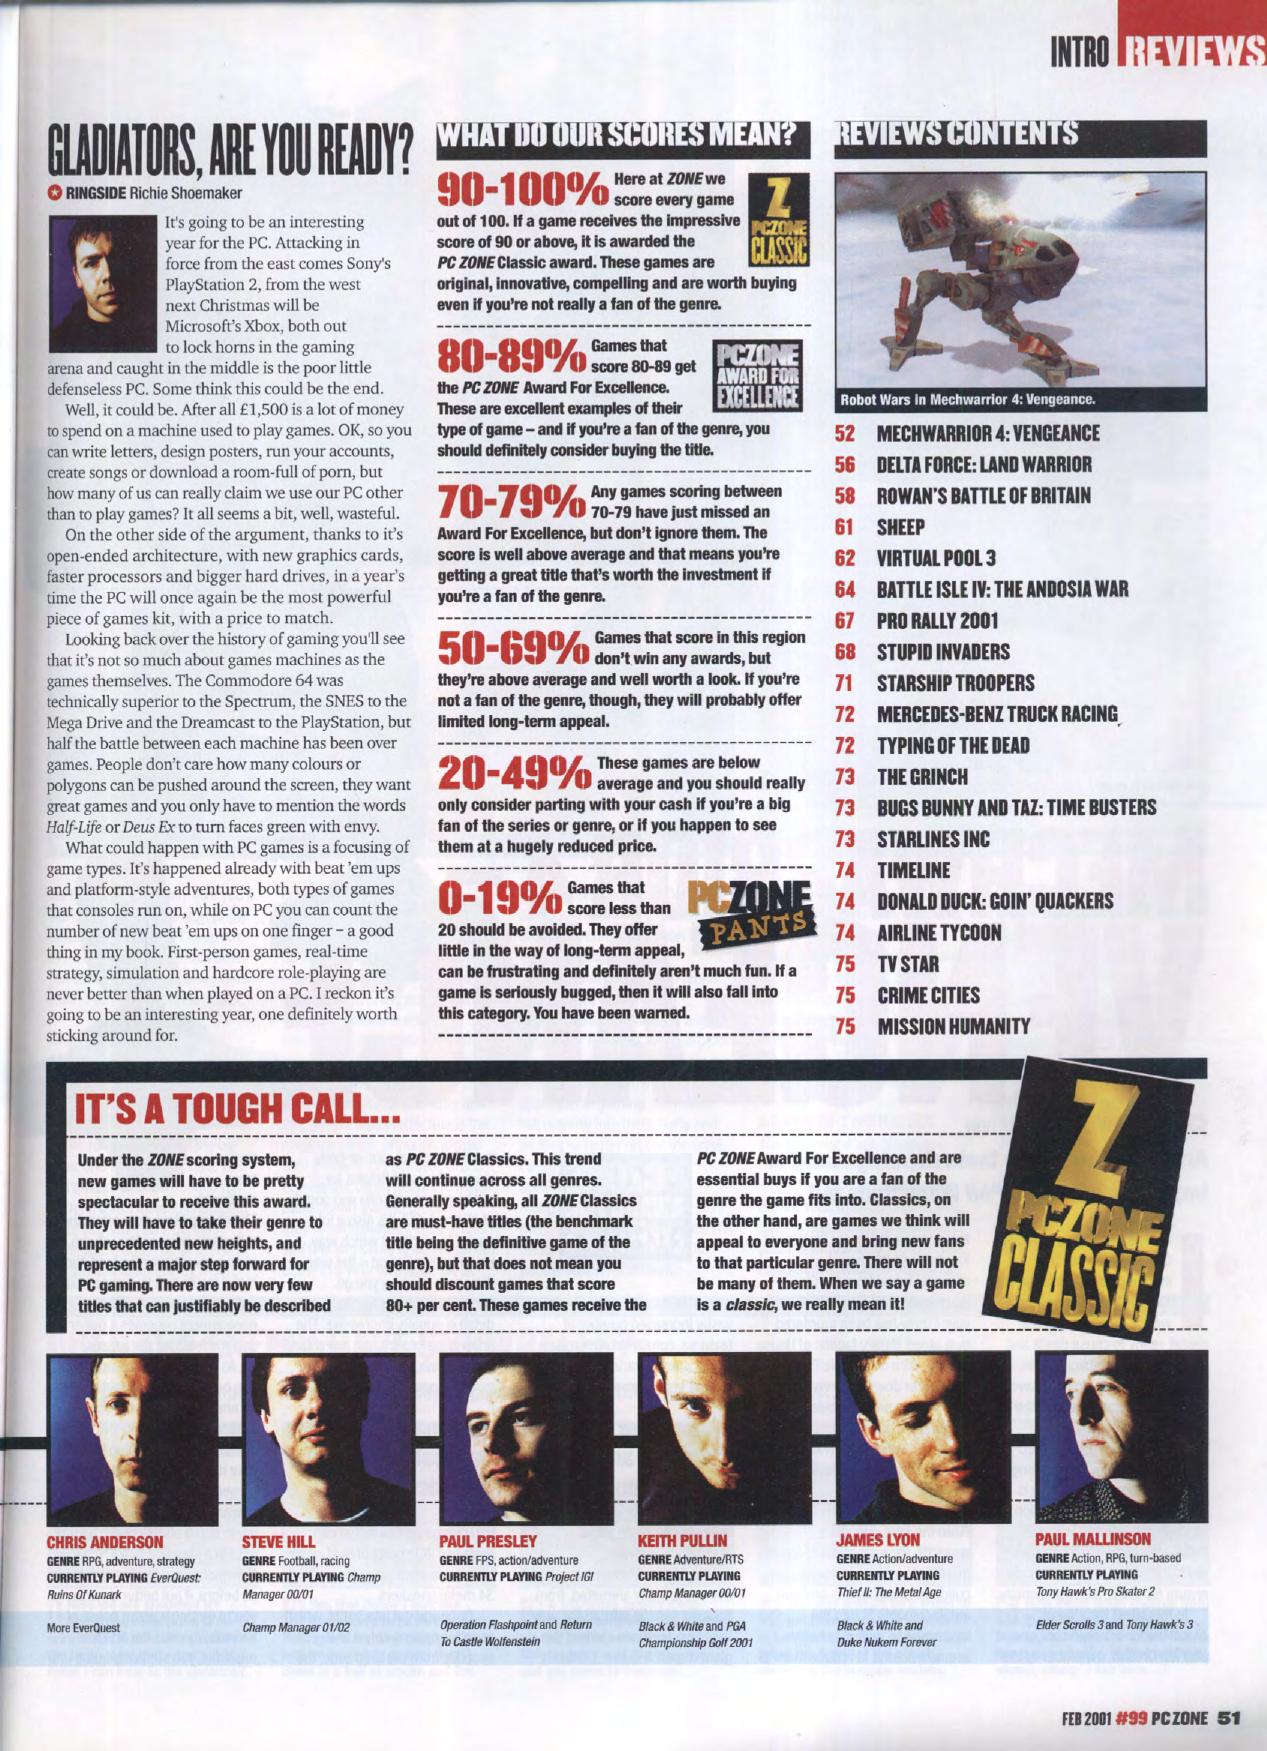 INTRO REVIEWS
GLADIATORS, ARE YOU READY?
RINGSIDE Richie Shoemaker
It's going to be an interesting
year for the PC. Attacking in
force from the east comes Sony's
PlayStation 2, from the west
next Christmas will be
Microsoft's Xbox, both out
to lock horns in the gaming
arena and caught in the middle is the poor little
defenseless PC. Some think this could be the end.
Well, it could be. After all £1,500 is a lot of money
to spend on a machine used to play games. OK, so you
can write letters, design posters, run your accounts,
create songs or download a room-full of porn, but
how many of us can really claim we use our PC other
than to play games? It all seems a bit, well, wasteful.
On the other side of the argument, thanks to it's
open-ended architecture, with new graphics cards,
faster processors and bigger hard drives, in a year's
time the PC will once again be the most powerful
piece of games kit, with a price to match.
Looking back over the history of gaming you'll see
that it's not so much about games machines as the
games themselves. The Commodore 64 was
technically superior to the Spectrum, the SNES to the
Mega Drive and the Dreamcast to the PlayStation, but
half the battle between each machine has been over
games. People don't care how many colours or
polygons can be pushed around the screen, they want
great games and you only have to mention the words
Half-Life or Deus Ex to turn faces green with envy.
What could happen with PC games is a focusing of
game types. It's happened already with beat 'em ups
and platform-style adventures, both types of games
that consoles run on, while on PC you can count the
number of new beat 'em ups on one finger – a good
thing in my book. First-person games, real-time
strategy, simulation and hardcore role-playing are
never better than when played on a PC. I reckon it's
going to be an interesting year, one definitely worth
sticking around for.
WHAT DO OUR SCORES MEAN?
90-100% Here at ZONE we
score every game
out of 100. If a game receives the impressive
score of 90 or above, it is awarded the
PC ZONE Classic award. These games are
original, innovative, compelling and are worth buying
even if you're not really a fan of the genre.
Z
PCZONE
CLASSIC
80-89% Games that
score 80-89 get
the PC ZONE Award For Excellence.
These are excellent examples of their
type of game – and if you're a fan of the genre, you
should definitely consider buying the title.
PCZONE
AWARD FOR
EXCELLENCE
70-79% Any games scoring between
70-79 have just missed an
Award For Excellence, but don't ignore them. The
score is well above average and that means you're
getting a great title that's worth the investment if
you're a fan of the genre.
50-69% Games that score in this region
don't win any awards, but
they're above average and well worth a look. If you're
not a fan of the genre, though, they will probably offer
limited long-term appeal.
20-49% These games are below
average and you should really
only consider parting with your cash if you're a big
fan of the series or genre, or if you happen to see
them at a hugely reduced price.
0-19% Games that
score less than
20 should be avoided. They offer
little in the way of long-term appeal,
can be frustrating and definitely aren't much fun. If a
game is seriously bugged, then it will also fall into
this category. You have been warned.
PCZONE
PANTS
REVIEWS CONTENTS
Robot Wars in Mechwarrior 4: Vengeance.
52 MECHWARRIOR 4: VENGEANCE
56 DELTA FORCE: LAND WARRIOR
58 ROWAN'S BATTLE OF BRITAIN
61 SHEEP
62 VIRTUAL POOL 3
64 BATTLE ISLE IV: THE ANDOSIA WAR
67 PRO RALLY 2001
68 STUPID INVADERS
71 STARSHIP TROOPERS
72 MERCEDES-BENZ TRUCK RACING
72 TYPING OF THE DEAD
73 THE GRINCH
73 BUGS BUNNY AND TAZ: TIME BUSTERS
73 STARLINES INC
74 TIMELINE
74 DONALD DUCK: GOIN' QUACKERS
74 AIRLINE TYCOON
75 TV STAR
75 CRIME CITIES
75 MISSION HUMANITY
IT'S A TOUGH CALL...
Under the ZONE scoring system,
new games will have to be pretty
spectacular to receive this award.
They will have to take their genre to
unprecedented new heights, and
represent a major step forward for
PC gaming. There are now very few
titles that can justifiably be described
as PC ZONE Classics. This trend
will continue across all genres.
Generally speaking, all ZONE Classics
are must-have titles (the benchmark
title being the definitive game of the
genre), but that does not mean you
should discount games that score
80+ per cent. These games receive the
PC ZONE Award For Excellence and are
essential buys if you are a fan of the
genre the game fits into. Classics, on
the other hand, are games we think will
appeal to everyone and bring new fans
to that particular genre. There will not
be many of them. When we say a game
is a classic, we really mean it!
Z
PCZONE
CLASSIC
CHRIS ANDERSON
GENRE RPG, adventure, strategy
CURRENTLY PLAYING EverQuest:
Ruins Of Kunark
More EverQuest
STEVE HILL
GENRE Football, racing
CURRENTLY PLAYING Champ
Manager 00/01
Champ Manager 01/02
PAUL PRESLEY
GENRE FPS, action/adventure
CURRENTLY PLAYING Project IGI
Operation Flashpoint and Return
To Castle Wolfenstein
KEITH PULLIN
GENRE Adventure/RTS
CURRENTLY PLAYING
Champ Manager 00/01
Black & White and PGA
Championship Golf 2001
JAMES LYON
GENRE Action/adventure
CURRENTLY PLAYING
Thief II: The Metal Age
Black & White and
Duke Nukem Forever
PAUL MALLINSON
GENRE Action, RPG, turn-based
CURRENTLY PLAYING
Tony Hawk's Pro Skater 2
Elder Scrolls 3 and Tony Hawk's 3
FEB 2001 #99 PC ZONE 51